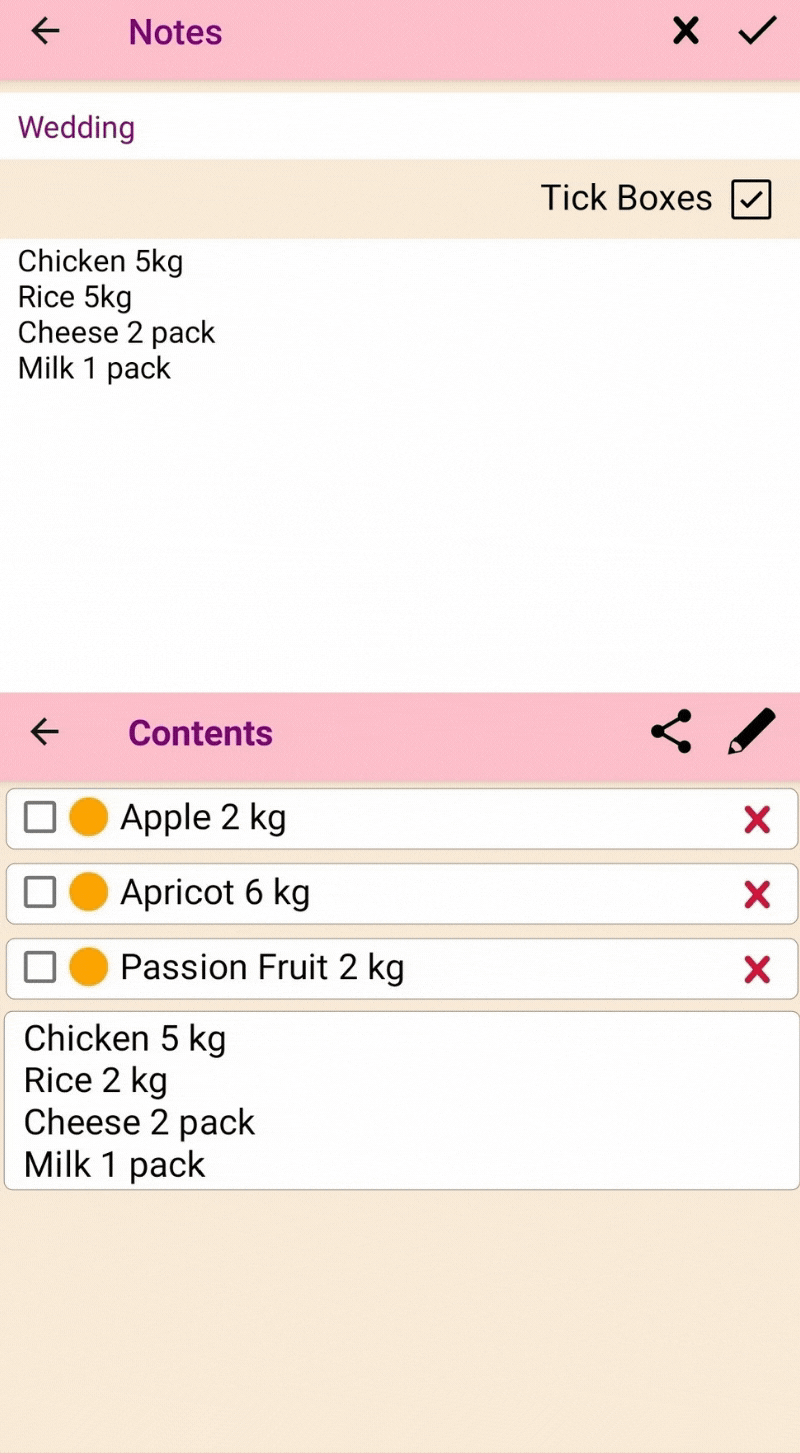 Notes
Wedding
Tick Boxes
Chicken 5kg
Rice 5kg
Cheese 2 pack
Milk 1 pack
Contents
Apple 2 kg
Apricot 6 kg
Passion Fruit 2 kg
Chicken 5 kg
Rice 2 kg
Cheese 2 pack
Milk 1 pack